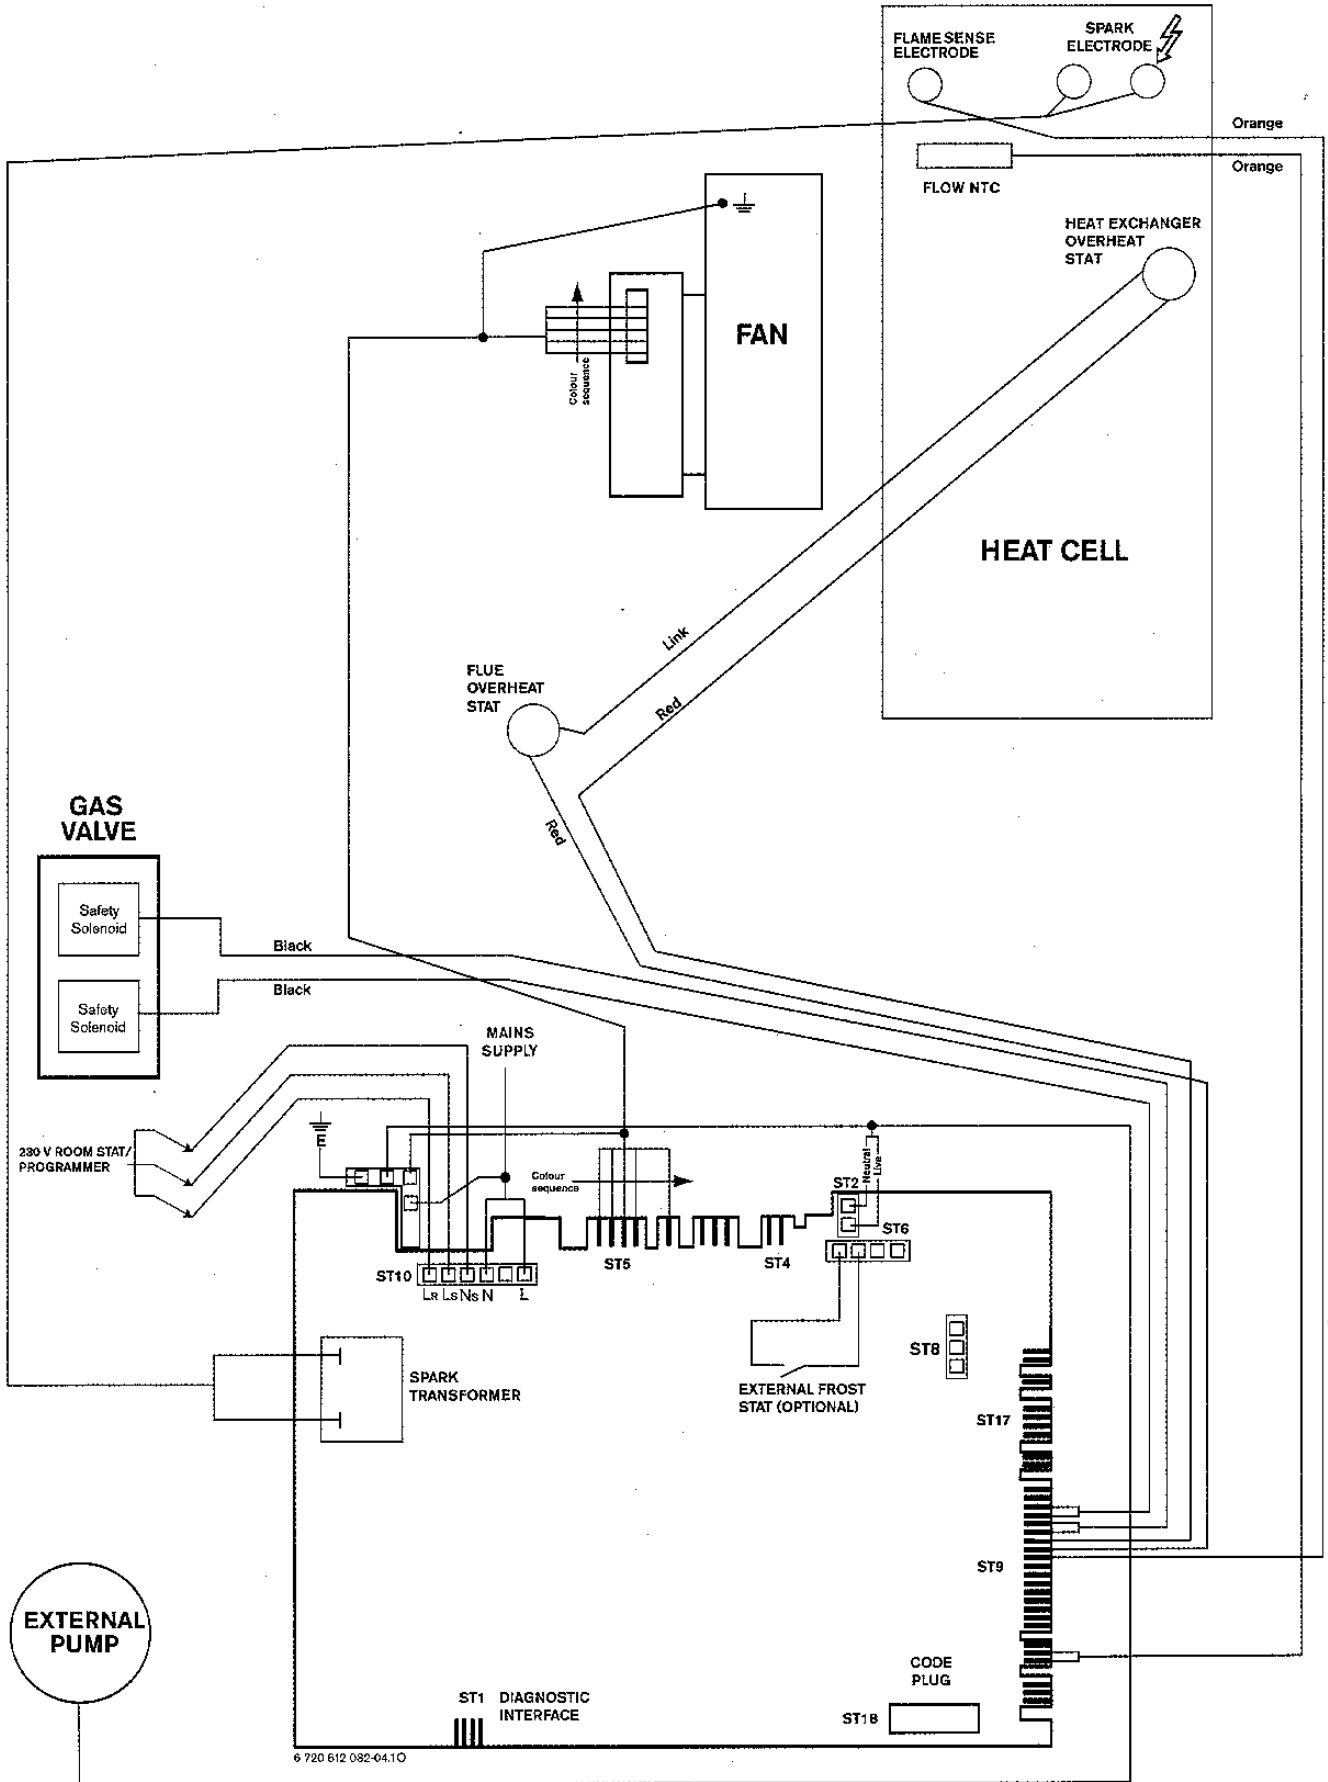 FLAME SENSE
ELECTRODE
SPARK
ELECTRODE
Orange
Orange
FLOW NTC
HEAT EXCHANGER
OVERHEAT
STAT
FAN
Colour
sequence
HEAT CELL
Link
Red
FLUE
OVERHEAT
STAT
Red
GAS
VALVE
Safety
Solenoid
Black
Safety
Solenoid
Black
MAINS
SUPPLY
230 V ROOM STAT/
PROGRAMMER
E
Colour
sequence
Neutral
Live
ST2
ST6
ST10
ST5
ST4
LR LS NS N L
ST8
SPARK
TRANSFORMER
EXTERNAL FROST
STAT (OPTIONAL)
ST17
ST9
EXTERNAL
PUMP
CODE
PLUG
ST1 DIAGNOSTIC
INTERFACE
ST18
6 720 612 082-04.1O